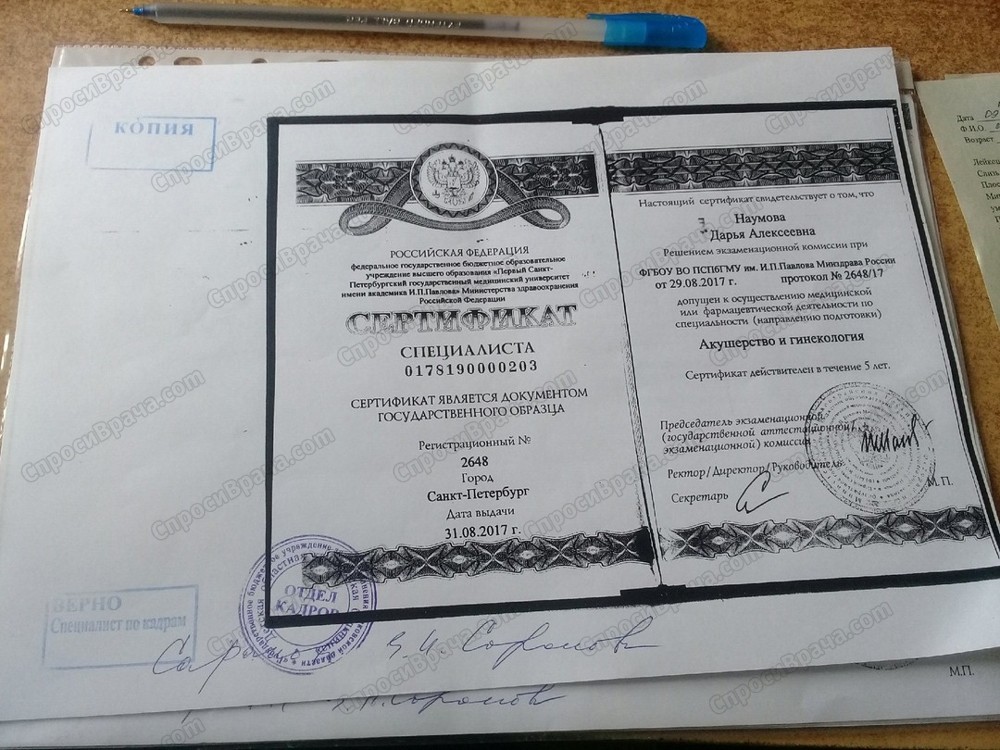 КОПИЯ
РОССИЙСКАЯ ФЕДЕРАЦИЯ
федеральное государственное бюджетное образовательное
учреждение высшего образования «Первый Санкт-
Петербургский государственный медицинский университет
имени академика И.П.Павлова» Министерства здравоохранения
Российской Федерации
СЕРТИФИКАТ
СПЕЦИАЛИСТА
0178190000203
СЕРТИФИКАТ ЯВЛЯЕТСЯ ДОКУМЕНТОМ
ГОСУДАРСТВЕННОГО ОБРАЗЦА
Регистрационный №
2648
Город
Санкт-Петербург
Дата выдачи
31.08.2017 г.
Настоящий сертификат свидетельствует о том, что
Наумова
Дарья Алексеевна
Решением экзаменационной комиссии при
ФГБОУ ВО ПСПбГМУ им. И.П.Павлова Минздрава России
от 29.08.2017 г. протокол № 2648/17
допущен к осуществлению медицинской
или фармацевтической деятельности по
специальности (направлению подготовки)
Акушерство и гинекология
Сертификат действителен в течение 5 лет.
Председатель экзаменационной
(государственной аттестационной/
экзаменационной) комиссии
Ректор/Директор/Руководитель
Секретарь
М.П.
ОТДЕЛ
КАДРОВ
ВЕРНО
Специалист по кадрам
М.П.
Дата
Ф.И.О.
Возраст
СпросиВрача.com